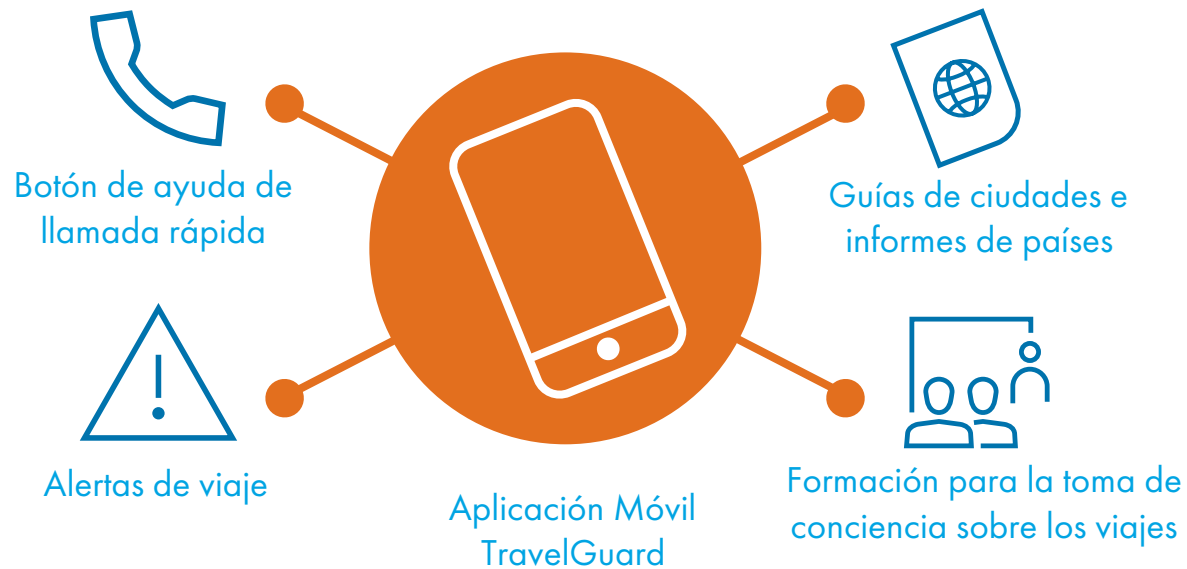 Botón de ayuda de
llamada rápida
Guías de ciudades e
informes de países
Alertas de viaje
Aplicación Móvil
TravelGuard
Formación para la toma de
conciencia sobre los viajes